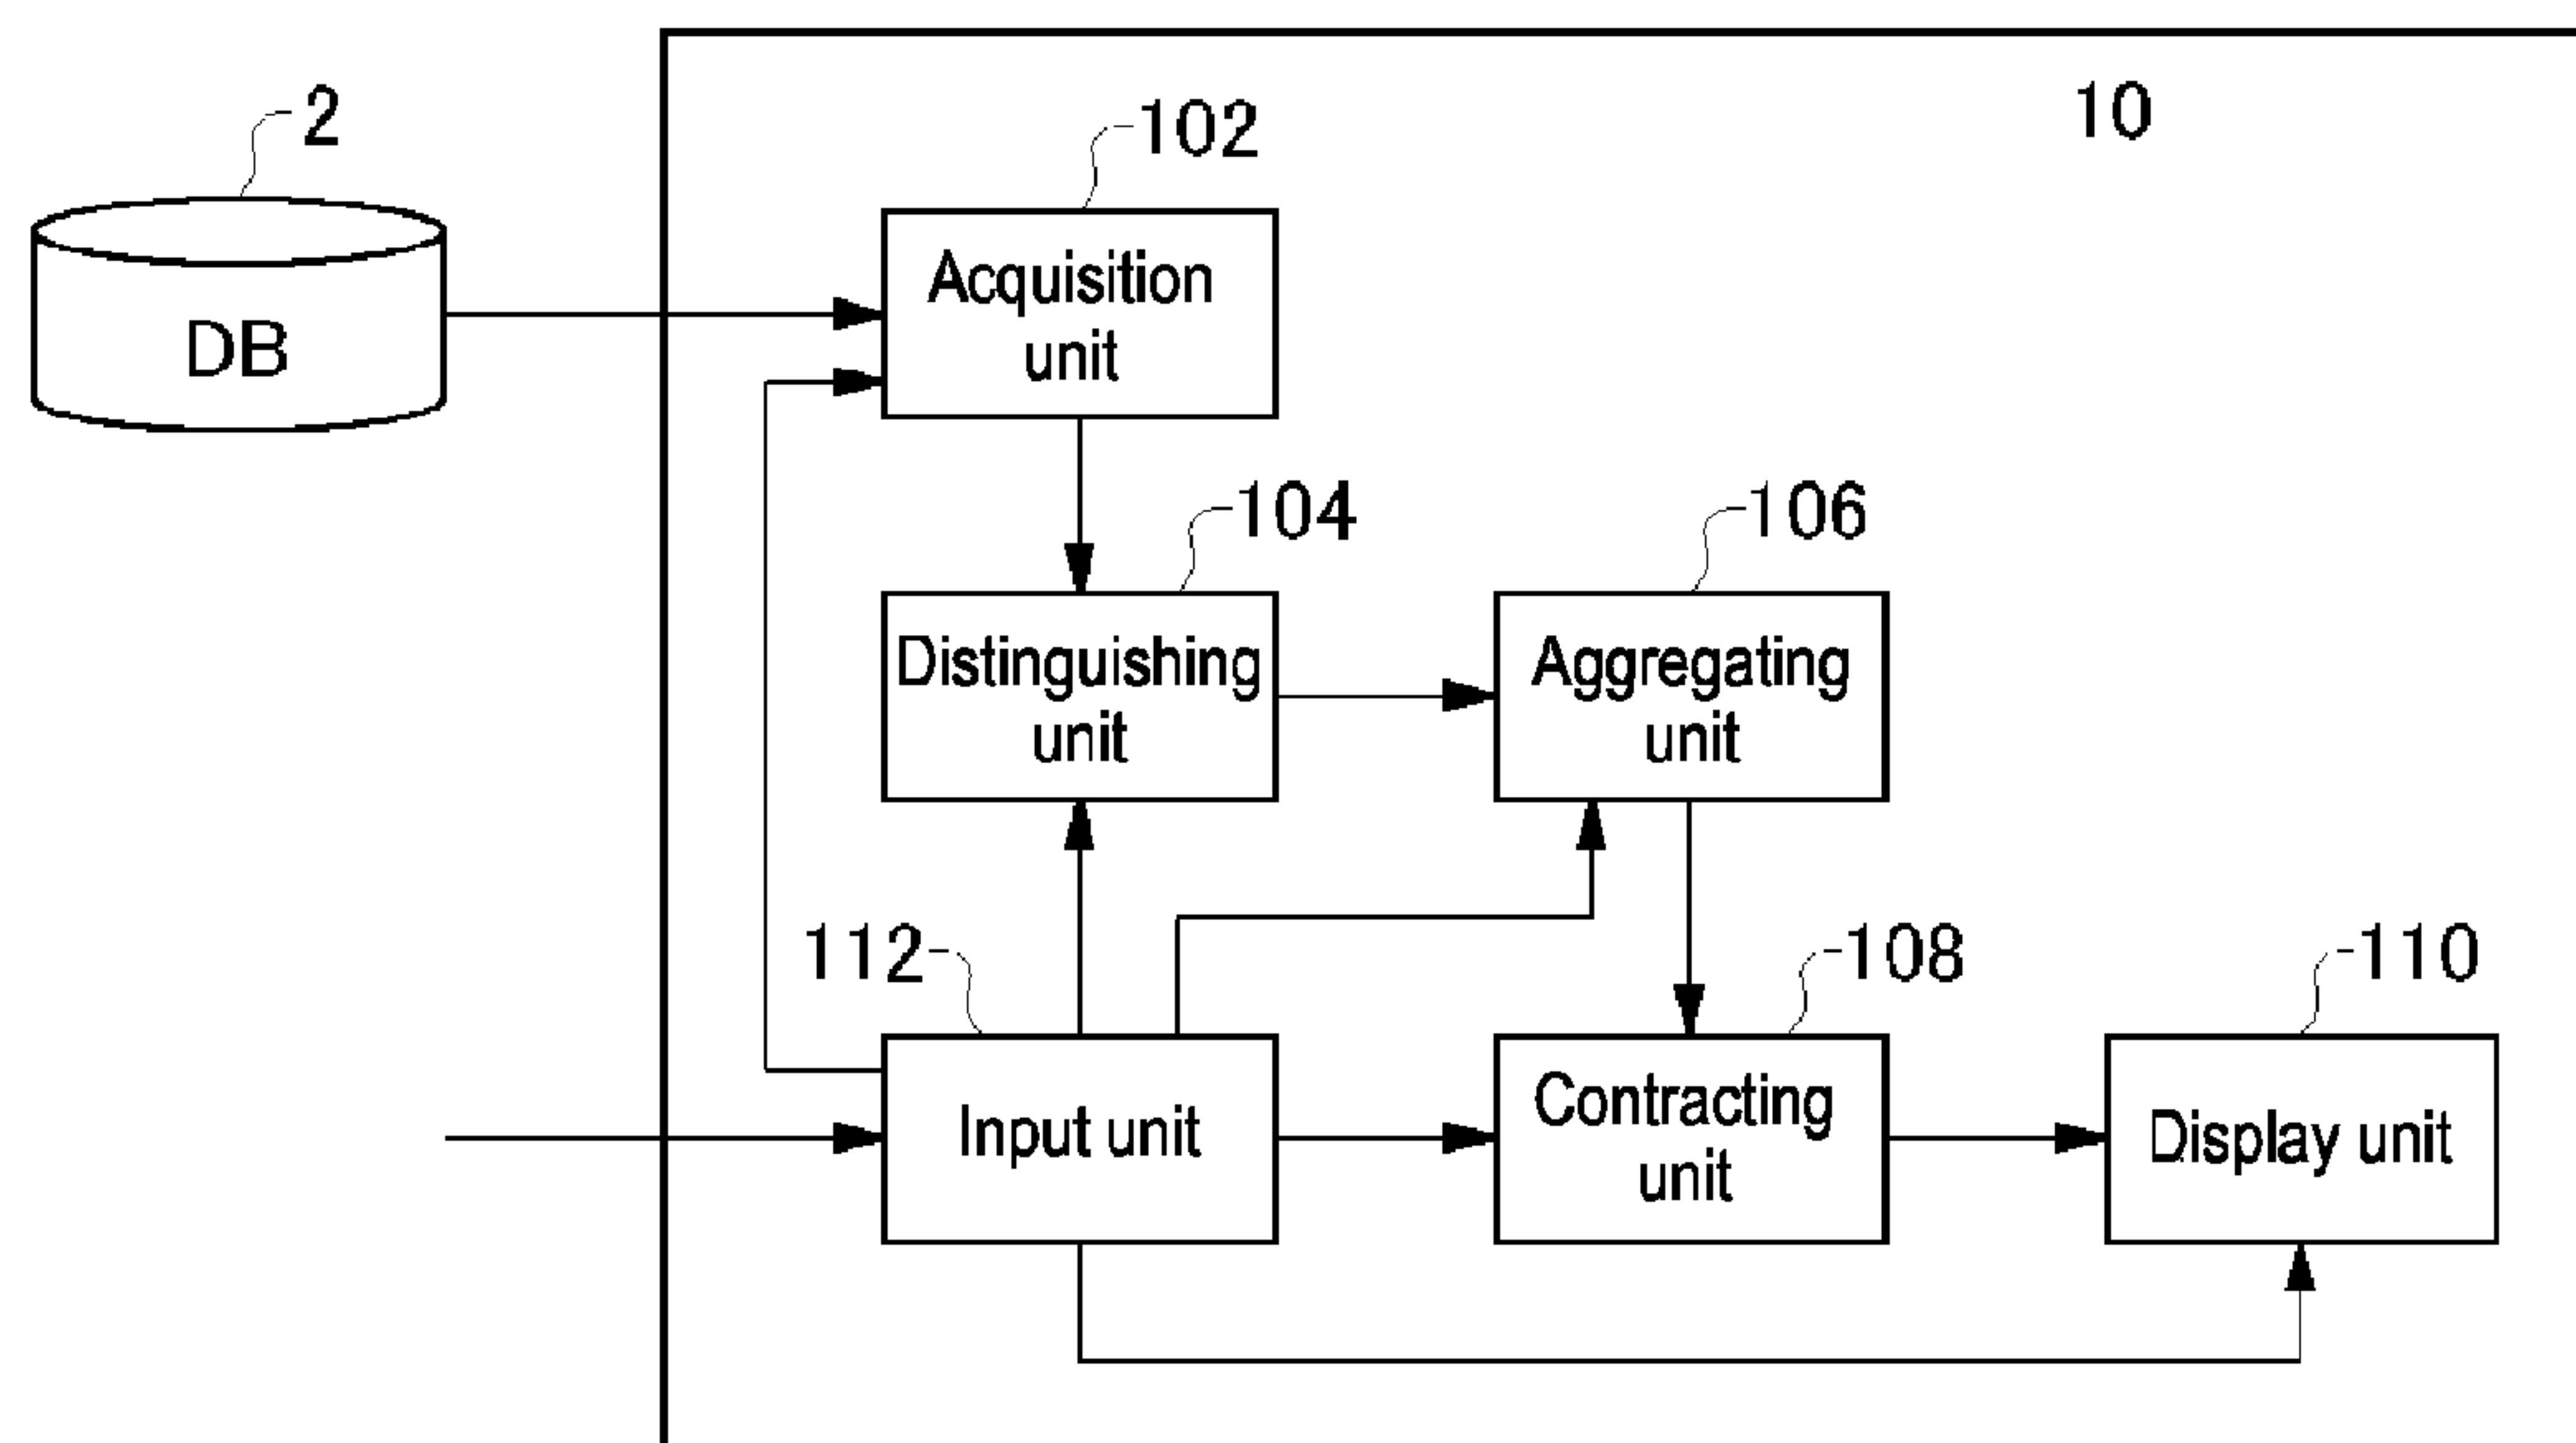 10
2
102
DB
Acquisition
unit
104
106
Distinguishing
unit
Aggregating
unit
112
108
110
Input unit
Contracting
unit
Display unit